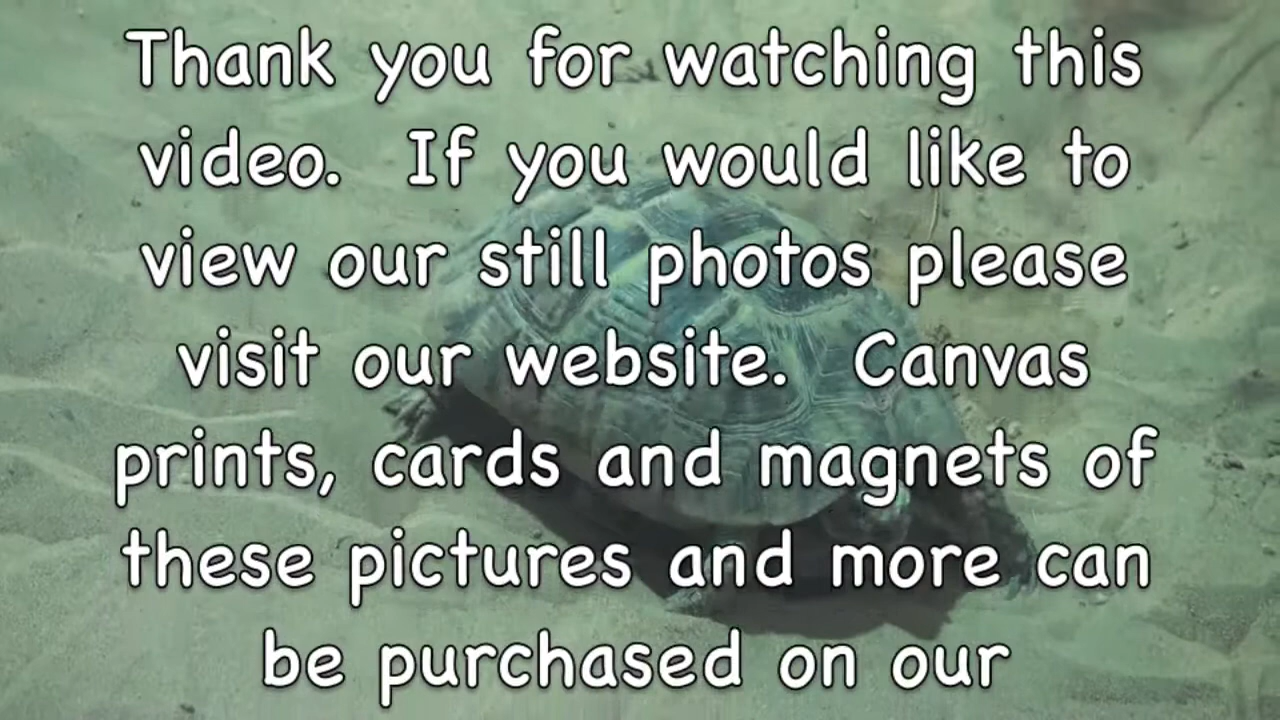 Thank you for watching this
video.  If you would like to
view our still photos please
visit our website.  Canvas
prints, cards and magnets of
these pictures and more can
be purchased on our